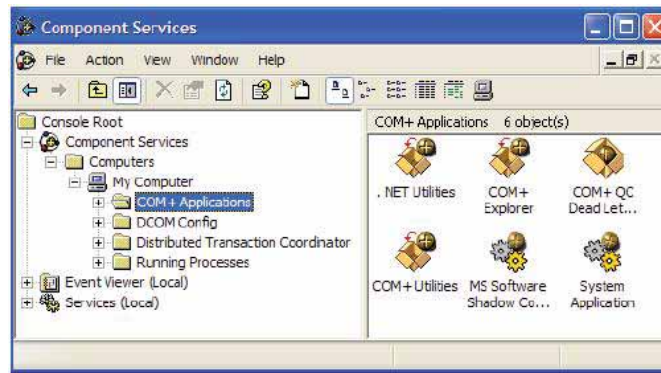 Component Services
File Action View Window Help
Console Root
Component Services
Computers
My Computer
COM+ Applications
DCOM Config
Distributed Transaction Coordinator
Running Processes
Event Viewer (Local)
Services (Local)
COM+ Applications 6 object(s)
.NET Utilities
COM+ Explorer
COM+ QC Dead Let...
COM+ Utilities
MS Software Shadow Co...
System Application